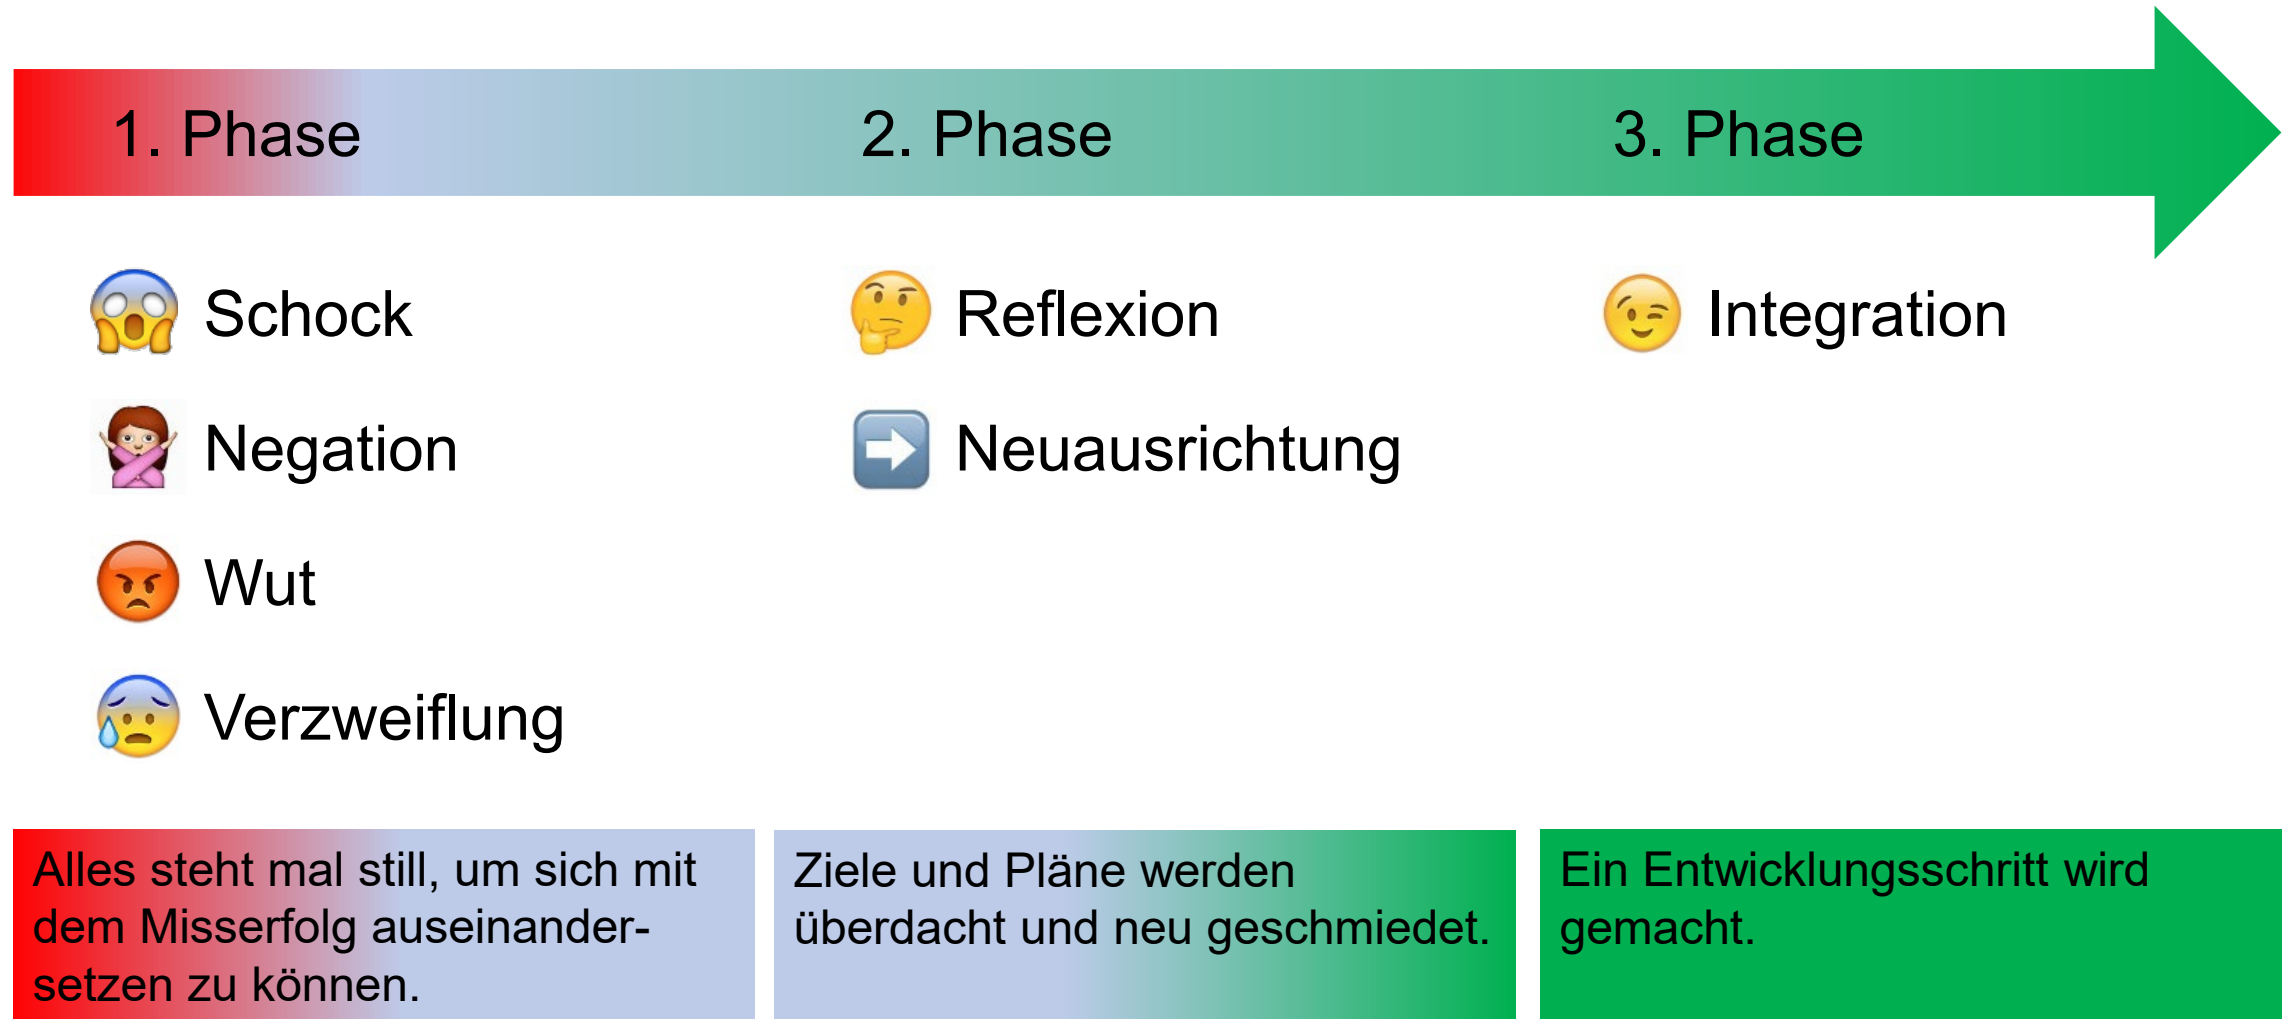 1. Phase
2. Phase
3. Phase
Schock
Negation
Wut
Verzweiflung
Reflexion
Neuausrichtung
Integration
Alles steht mal still, um sich mit
dem Misserfolg auseinander-
setzen zu können.
Ziele und Pläne werden
überdacht und neu geschmiedet.
Ein Entwicklungsschritt wird
gemacht.